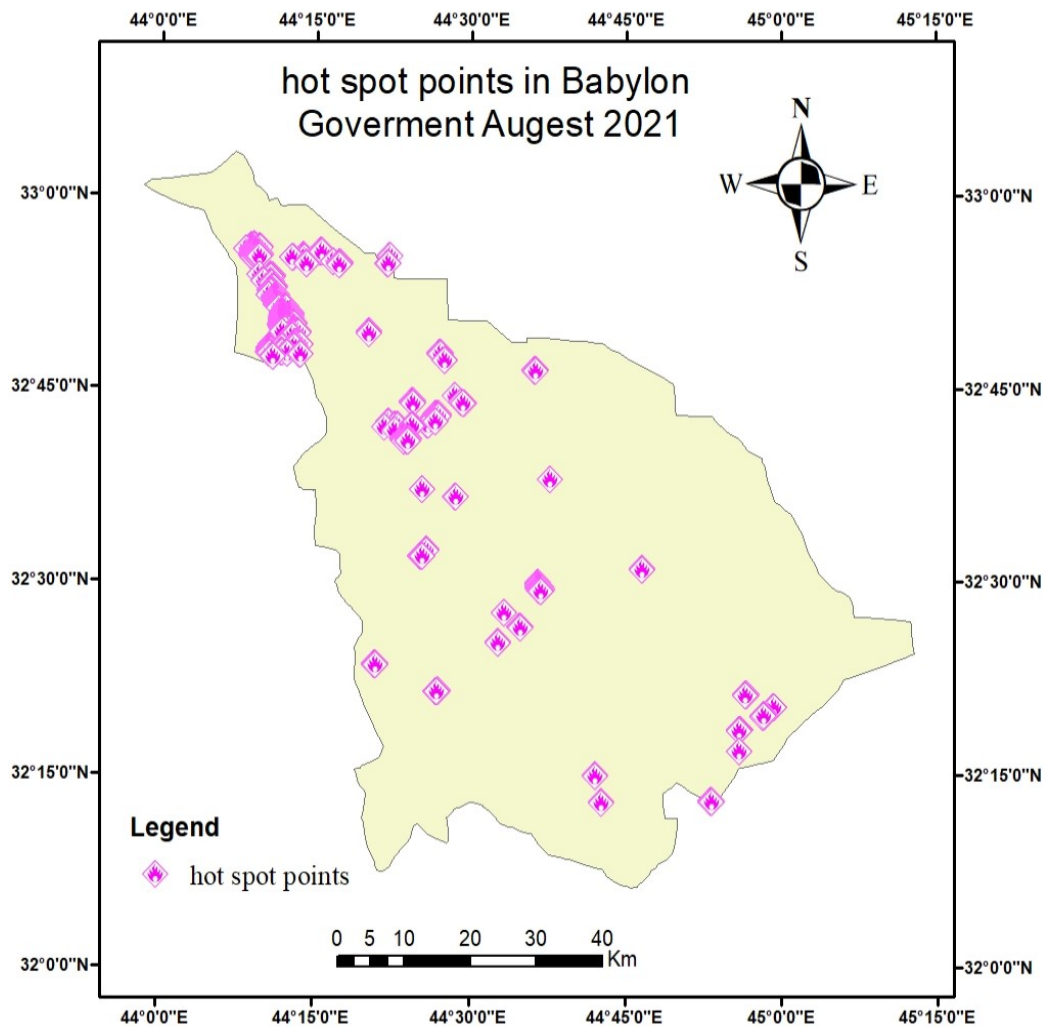 44°0'0"E 44°15'0"E 44°30'0"E 44°45'0"E 45°0'0"E 45°15'0"E
hot spot points in Babylon
Goverment Augest 2021
N
W E
S
33°0'0"N 33°0'0"N
32°45'0"N 32°45'0"N
32°30'0"N 32°30'0"N
32°15'0"N 32°15'0"N
Legend
hot spot points
0 5 10 20 30 40
Km
32°0'0"N 32°0'0"N
44°0'0"E 44°15'0"E 44°30'0"E 44°45'0"E 45°0'0"E 45°15'0"E